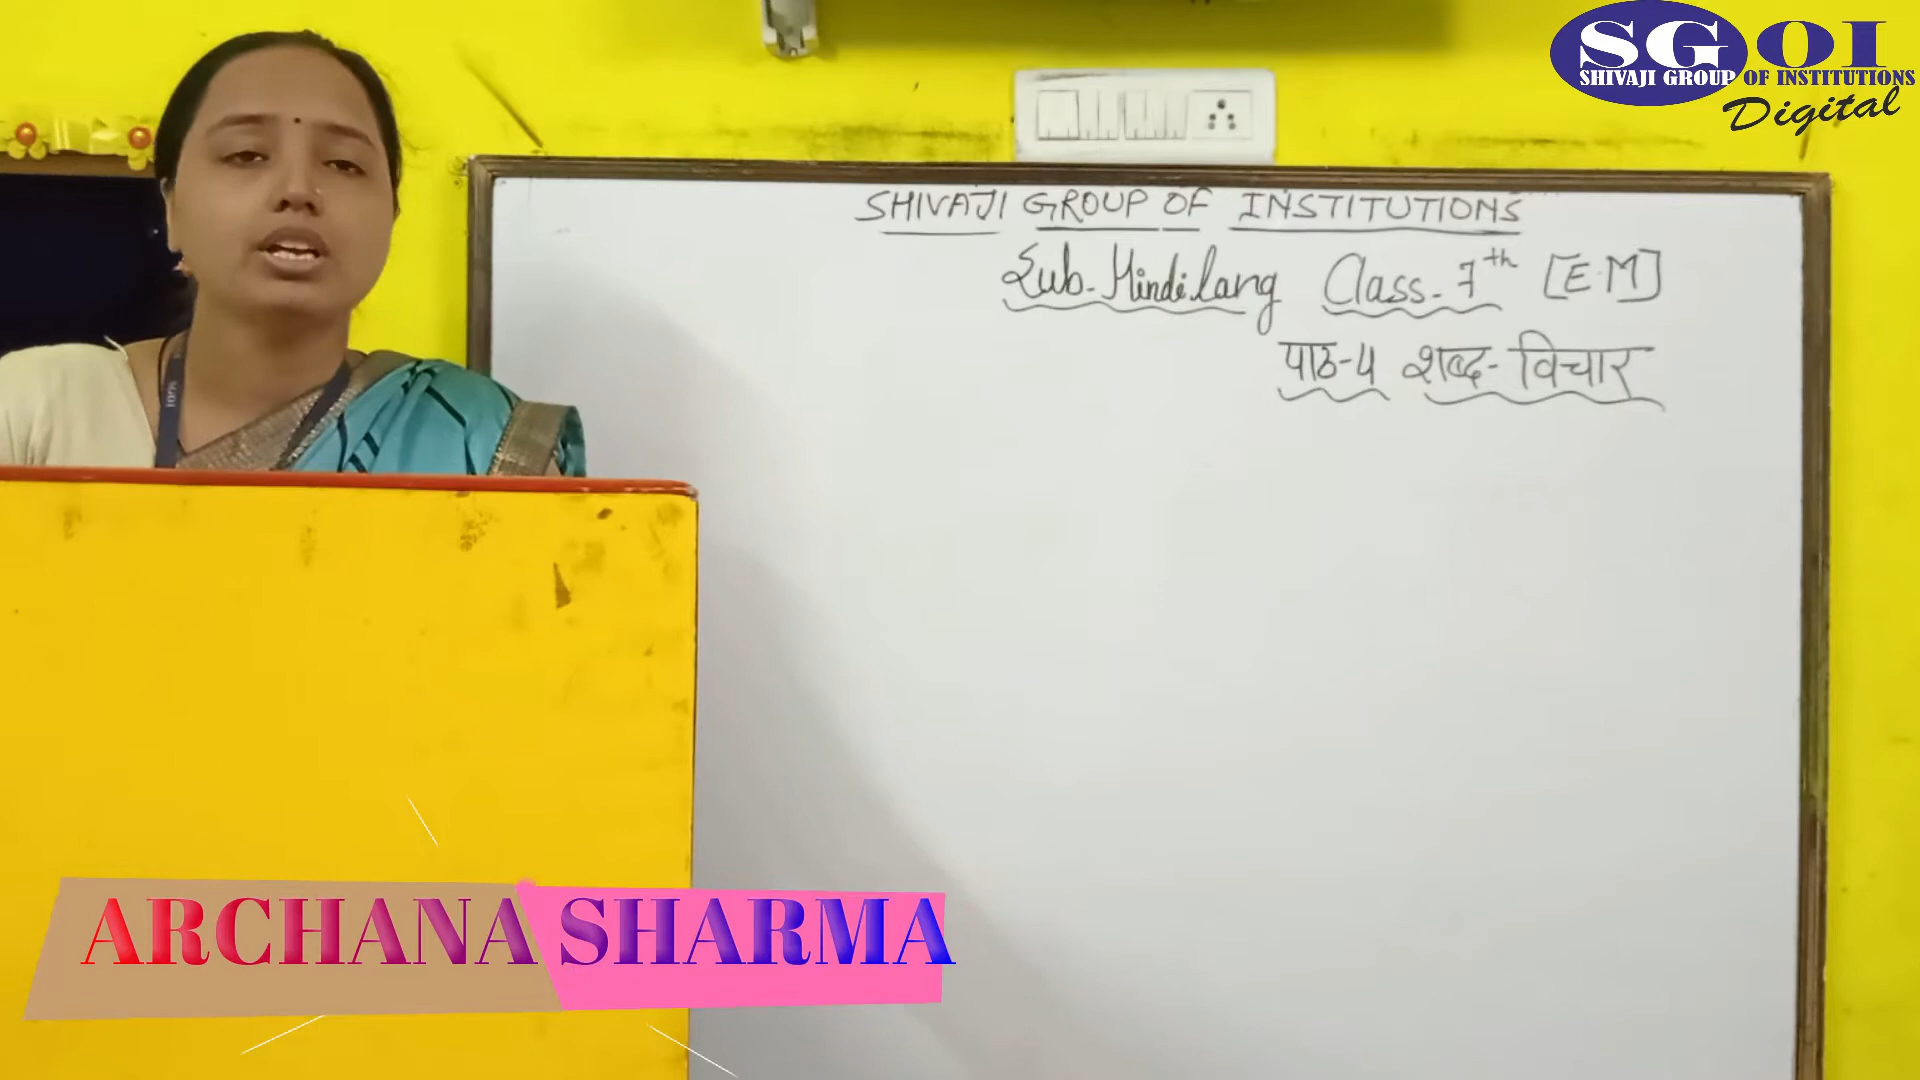 SGOI
SHIVAJI GROUP OF INSTITUTIONS
Digital
SHIVAJI GROUP OF INSTITUTIONS
Sub. Hindi lang Class-7th [E.M]
पाठ-4 शब्द-विचार
ARCHANA SHARMA
SGOI